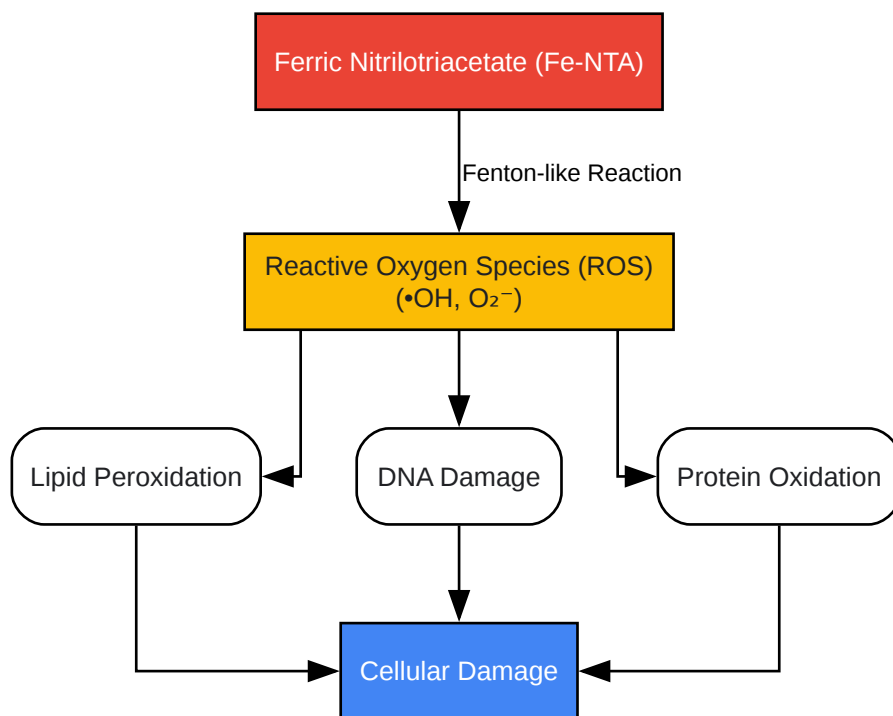 Ferric Nitrilotriacetate (Fe-NTA)
Fenton-like Reaction
Reactive Oxygen Species (ROS)
(•OH, O₂⁻)
Lipid Peroxidation
DNA Damage
Protein Oxidation
Cellular Damage